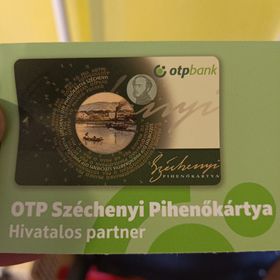 otpbank
Széchenyi
PIHENŐKÁRTYA
OTP Széchenyi Pihenőkártya
Hivatalos partner